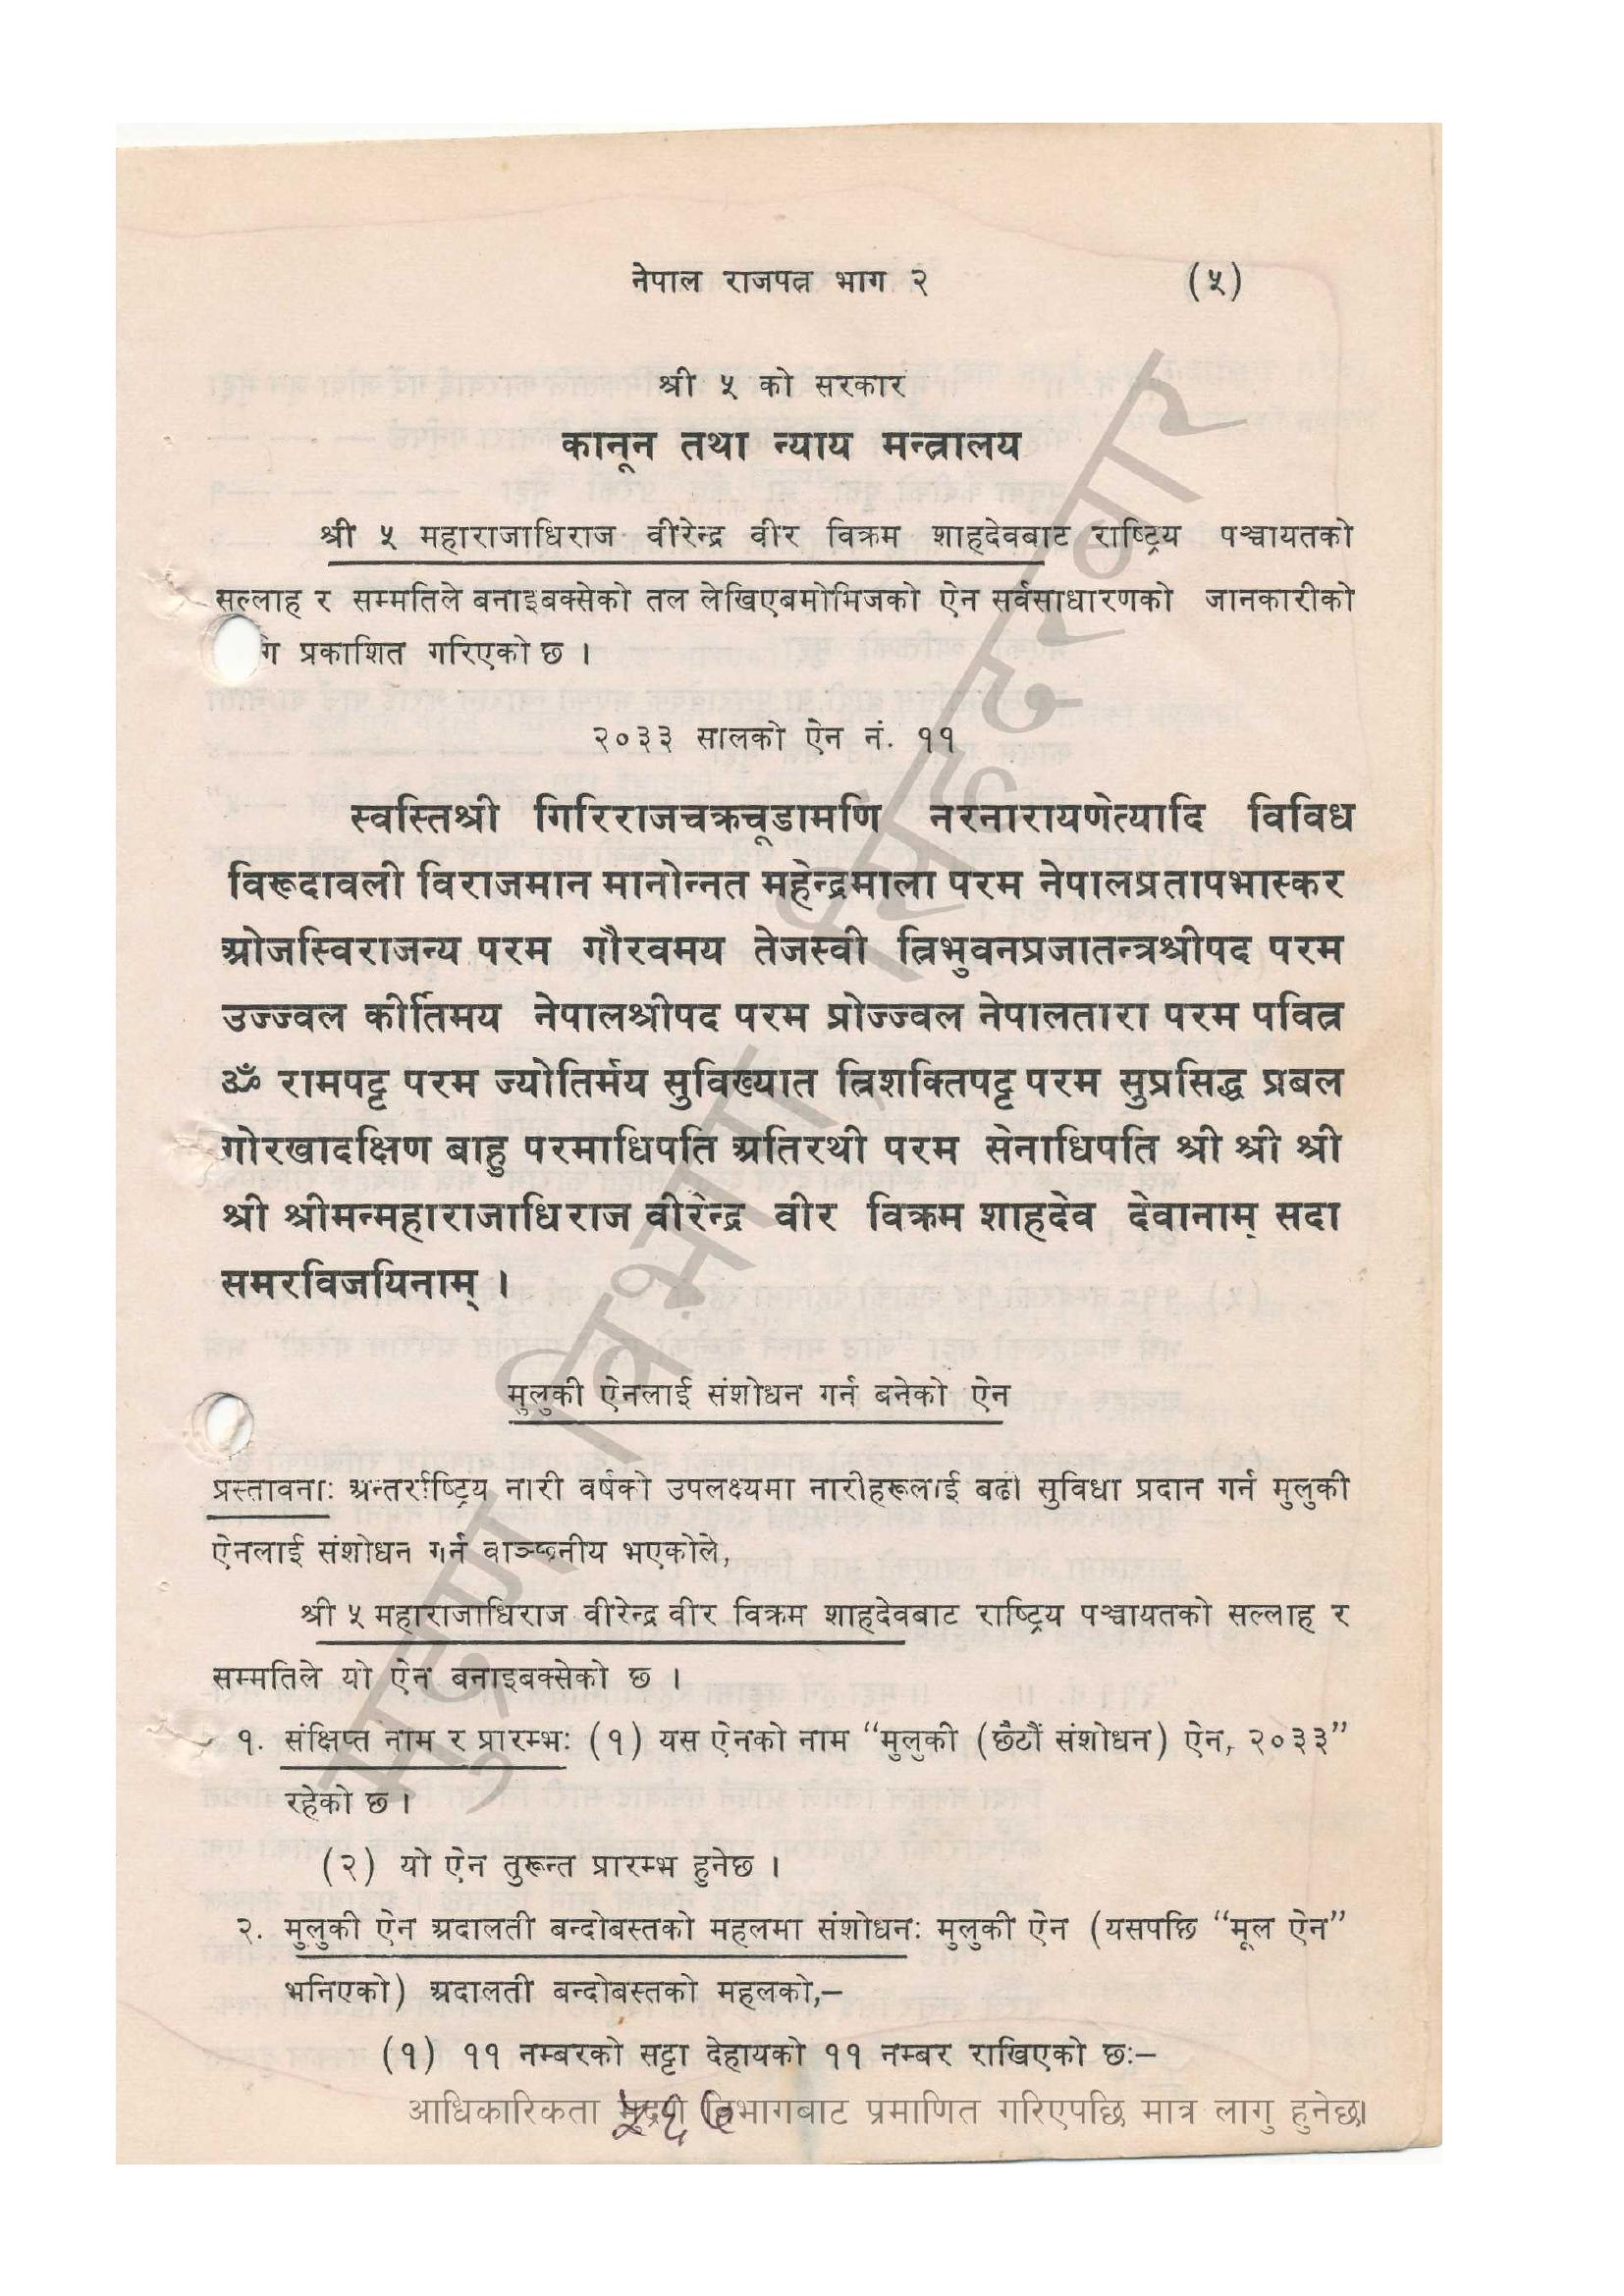 नेपाल राजपत्र भाग २ (५)
श्री ५ को सरकार
कानून तथा न्याय मन्त्रालय
श्री ५ महाराजाधिराज वीरेन्द्र वीर विक्रम शाहदेवबाट राष्ट्रिय पञ्चायतको
सल्लाह र सम्मतिले बनाइबक्सेको तल लेखिएबमोमिजको ऐन सर्वसाधारणको जानकारीको
गि प्रकाशित गरिएको छ ।
२०३३ सालको ऐन नं. ११
स्वस्तिश्री गिरिराजचक्रचूडामणि नरनारायणेत्यादि विविध
विरूदावली विराजमान मानोन्नत महेन्द्रमाला परम नेपालप्रतापभास्कर
ओजस्विराजन्य परम गौरवमय तेजस्वी त्रिभुवनप्रजातन्त्रश्रीपद परम
उज्ज्वल कीर्तिमय नेपालश्रीपद परम प्रोज्ज्वल नेपालतारा परम पवित्र
ॐ रामपट्ट परम ज्योतिर्मय सुविख्यात त्रिशक्तिपट्ट परम सुप्रसिद्ध प्रबल
गोरखादक्षिण बाहु परमाधिपति अतिरथी परम सेनाधिपति श्री श्री श्री
श्री श्रीमन्महाराजाधिराज वीरेन्द्र वीर विक्रम शाहदेव देवानाम् सदा
समरविजयिनाम् ।
मुलुकी ऐनलाई संशोधन गर्न बनेको ऐन
प्रस्तावनाः अन्तर्राष्ट्रिय नारी वर्षको उपलक्ष्यमा नारीहरूलाई बढी सुविधा प्रदान गर्न मुलुकी
ऐनलाई संशोधन गर्न वाञ्छनीय भएकोले,
श्री ५ महाराजाधिराज वीरेन्द्र वीर विक्रम शाहदेवबाट राष्ट्रिय पञ्चायतको सल्लाह र
सम्मतिले यो ऐन बनाइबक्सेको छ ।
१. संक्षिप्त नाम र प्रारम्भः (१) यस ऐनको नाम “मुलुकी (छैठौं संशोधन) ऐन, २०३३”
रहेको छ ।
(२) यो ऐन तुरून्त प्रारम्भ हुनेछ ।
२. मुलुकी ऐन अदालती बन्दोबस्तको महलमा संशोधनः मुलुकी ऐन (यसपछि “मूल ऐन”
भनिएको) अदालती बन्दोबस्तको महलको,–
(१) ११ नम्बरको सट्टा देहायको ११ नम्बर राखिएको छः–
आधिकारिकता मुद्रण विभागबाट प्रमाणित गरिएपछि मात्र लागु हुनेछ।